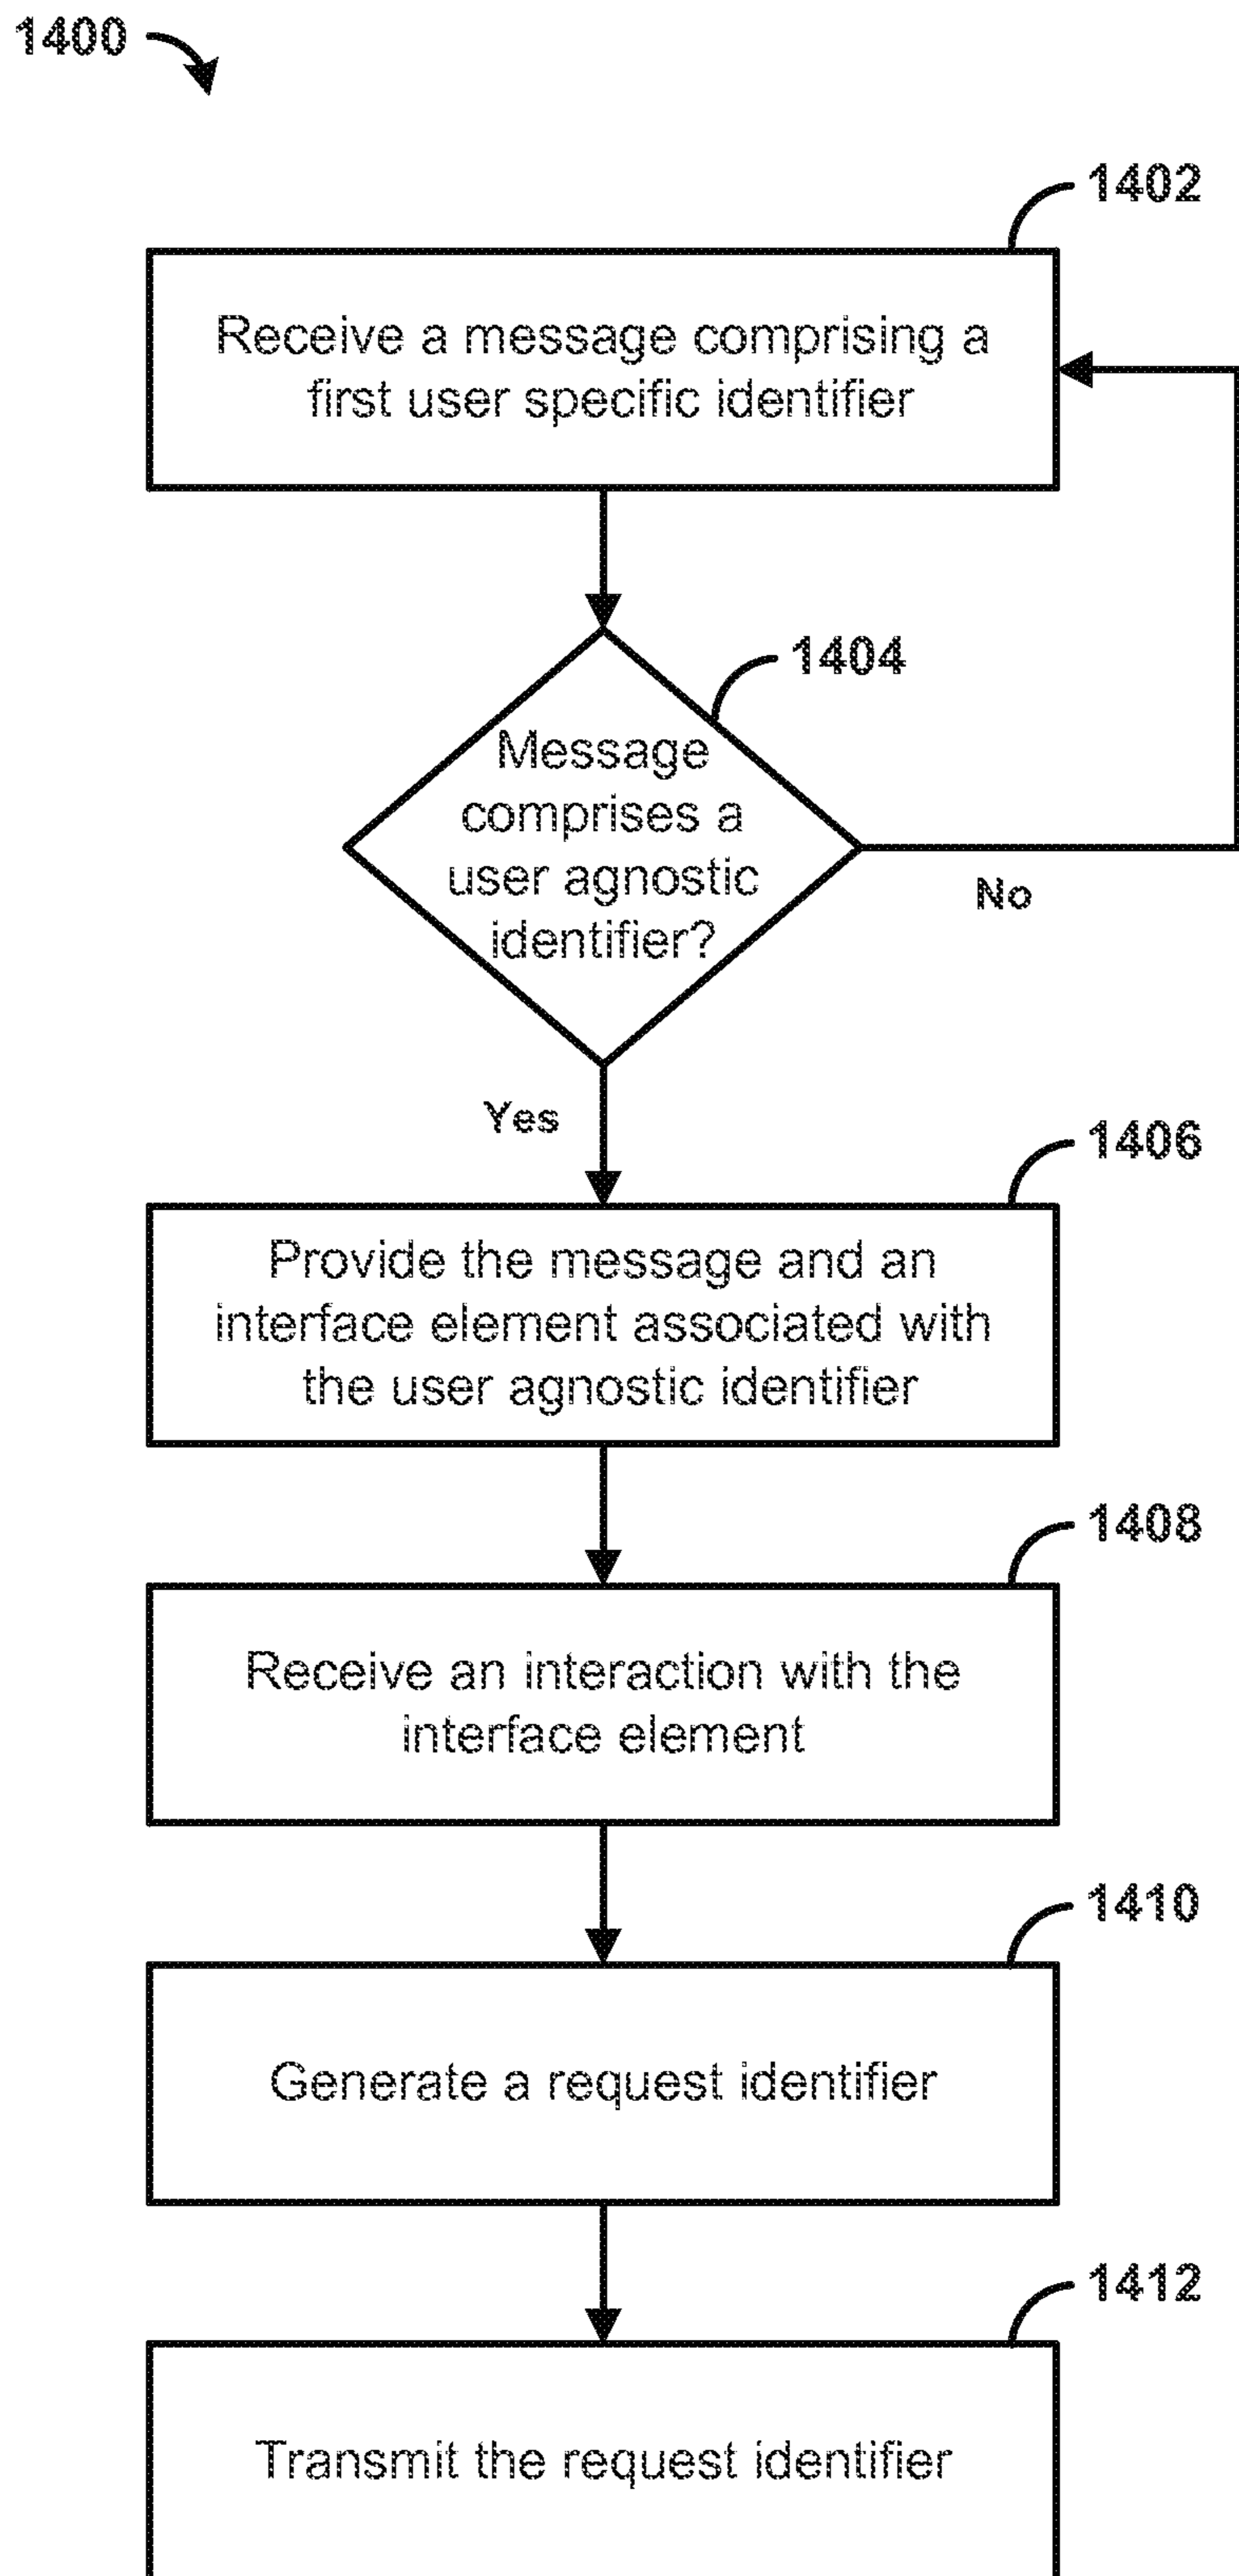 1400
1402
Receive a message comprising a
first user specific identifier
1404
Message
comprises a
user agnostic
identifier?
No
Yes
1406
Provide the message and an
interface element associated with
the user agnostic identifier
1408
Receive an interaction with the
interface element
1410
Generate a request identifier
1412
Transmit the request identifier